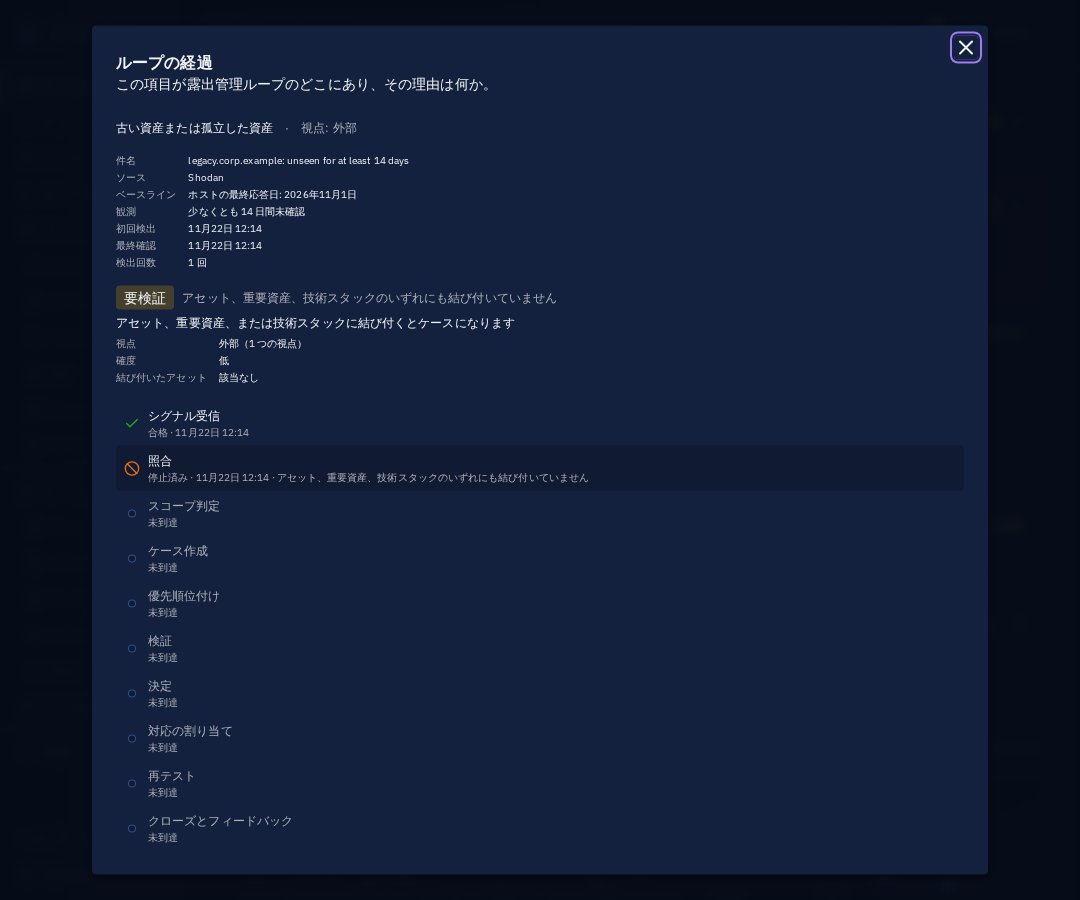 ループの経過
この項目が露出管理ループのどこにあり、その理由は何か。
古い資産または孤立した資産 · 視点: 外部
件名 legacy.corp.example: unseen for at least 14 days
ソース Shodan
ベースライン ホストの最終応答日: 2026年11月1日
観測 少なくとも 14 日間未確認
初回検出 11月22日 12:14
最終確認 11月22日 12:14
検出回数 1 回
要検証 アセット、重要資産、技術スタックのいずれにも結び付いていません
アセット、重要資産、または技術スタックに結び付くとケースになります
視点 外部（1 つの視点）
確度 低
結び付いたアセット 該当なし
シグナル受信
合格 · 11月22日 12:14
照合
停止済み · 11月22日 12:14 · アセット、重要資産、技術スタックのいずれにも結び付いていません
スコープ判定
未到達
ケース作成
未到達
優先順位付け
未到達
検証
未到達
決定
未到達
対応の割り当て
未到達
再テスト
未到達
クローズとフィードバック
未到達